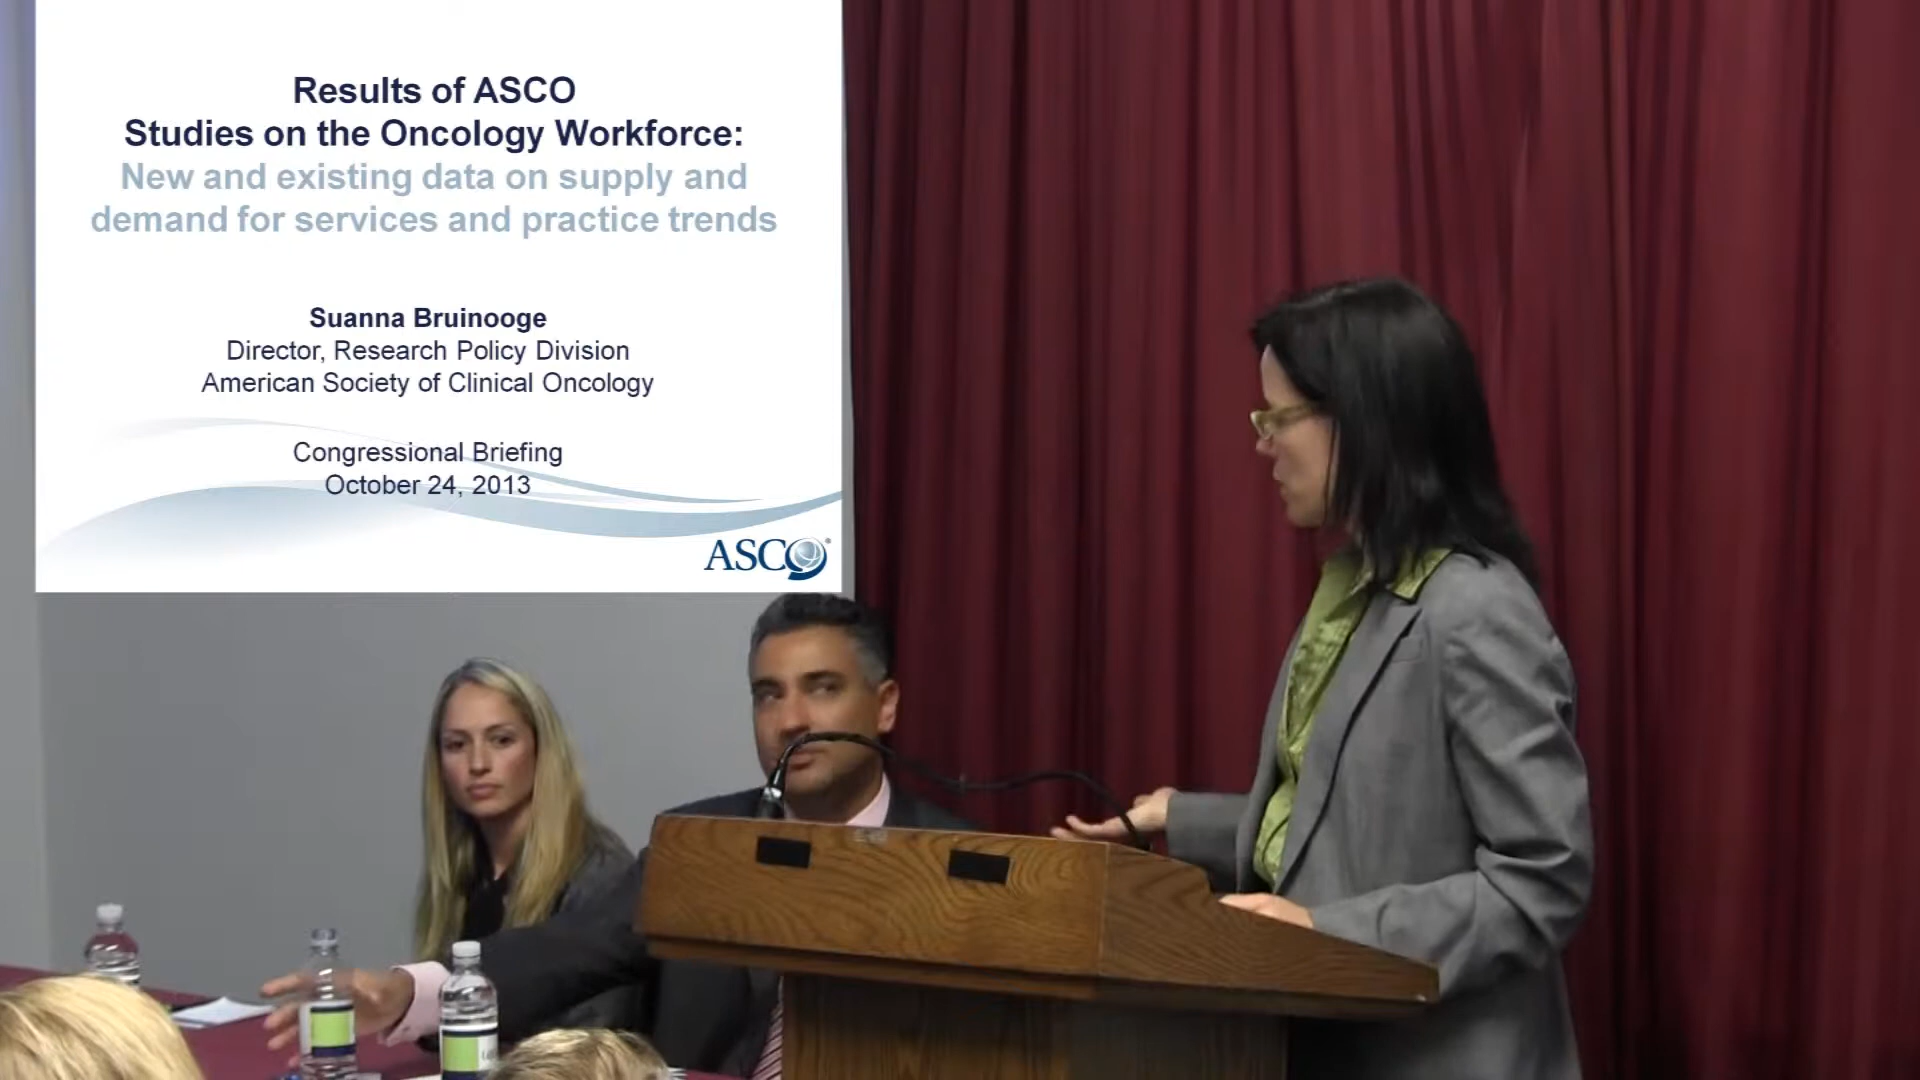 Results of ASCO
Studies on the Oncology Workforce:
New and existing data on supply and
demand for services and practice trends
Suanna Bruinooge
Director, Research Policy Division
American Society of Clinical Oncology
Congressional Briefing
October 24, 2013
ASCO®